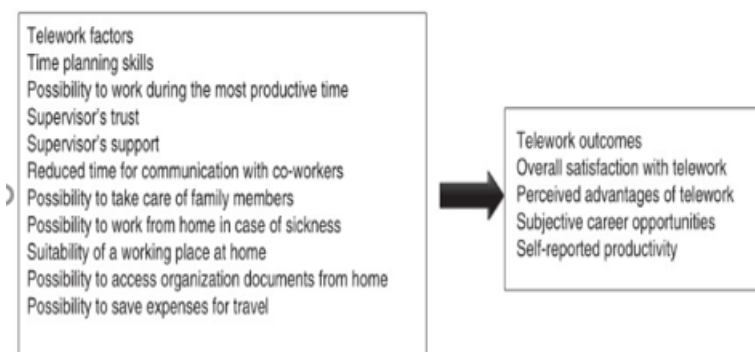 Telework factors
Time planning skills
Possibility to work during the most productive time
Supervisor's trust
Supervisor's support
Reduced time for communication with co-workers
Possibility to take care of family members
Possibility to work from home in case of sickness
Suitability of a working place at home
Possibility to access organization documents from home
Possibility to save expenses for travel
Telework outcomes
Overall satisfaction with telework
Perceived advantages of telework
Subjective career opportunities
Self-reported productivity